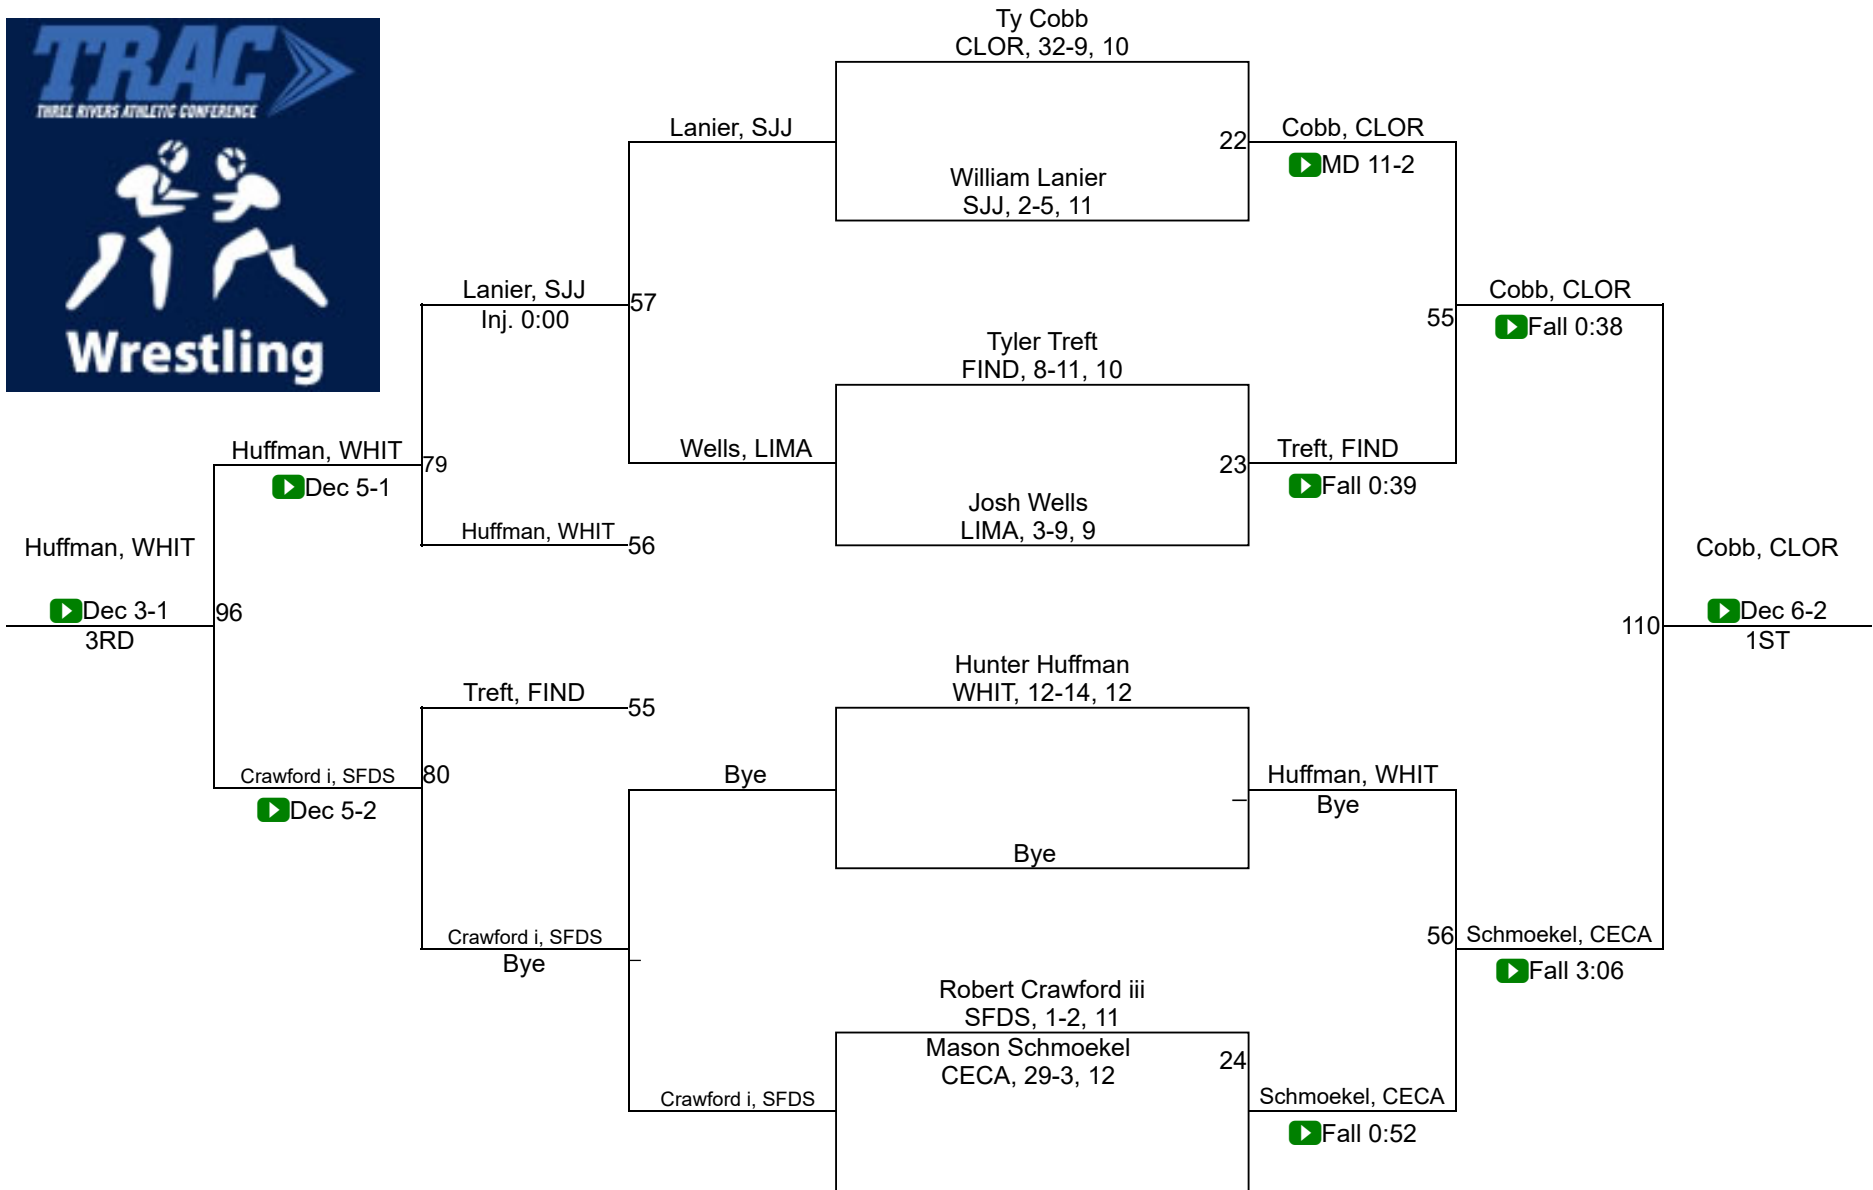 TRAC
THREE RIVERS ATHLETIC CONFERENCE
Wrestling
Ty Cobb
CLOR, 32-9, 10
Lanier, SJJ
22
Cobb, CLOR
MD 11-2
William Lanier
SJJ, 2-5, 11
Lanier, SJJ
Inj. 0:00
57
55
Cobb, CLOR
Fall 0:38
Tyler Treft
FIND, 8-11, 10
Huffman, WHIT
Dec 5-1
79
Wells, LIMA
23
Treft, FIND
Fall 0:39
Josh Wells
LIMA, 3-9, 9
Huffman, WHIT
56
Huffman, WHIT
Dec 3-1
3RD
96
Cobb, CLOR
110
Dec 6-2
1ST
Hunter Huffman
WHIT, 12-14, 12
Treft, FIND
55
Crawford i, SFDS
Dec 5-2
80
Bye
Huffman, WHIT
Bye
Bye
Crawford i, SFDS
Bye
56
Schmoekel, CECA
Fall 3:06
Robert Crawford iii
SFDS, 1-2, 11
Mason Schmoekel
CECA, 29-3, 12
24
Crawford i, SFDS
Schmoekel, CECA
Fall 0:52